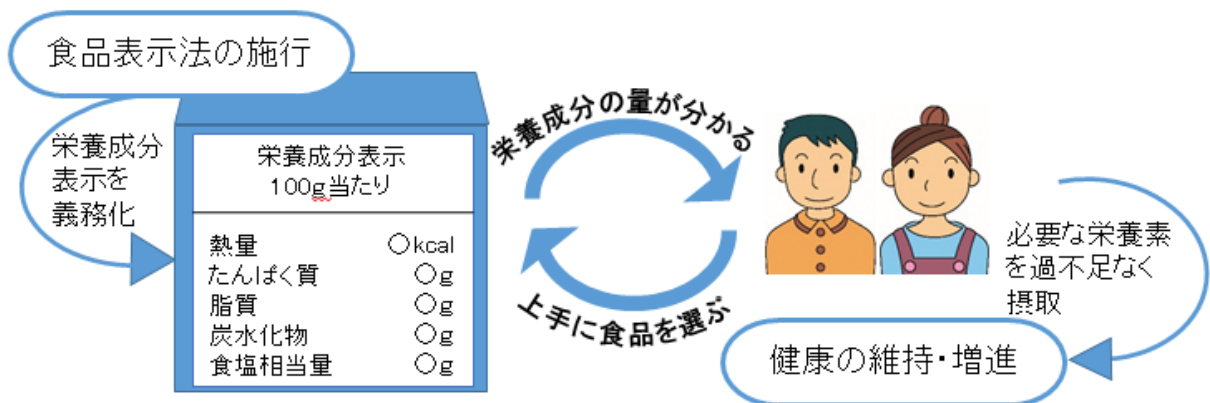 食品表示法の施行
栄養成分
表示を
義務化
栄養成分表示
100g当たり
熱量 ○kcal
たんぱく質 ○g
脂質 ○g
炭水化物 ○g
食塩相当量 ○g
栄養成分の量が分かる
上手に食品を選ぶ
必要な栄養素
を過不足なく
摂取
健康の維持・増進